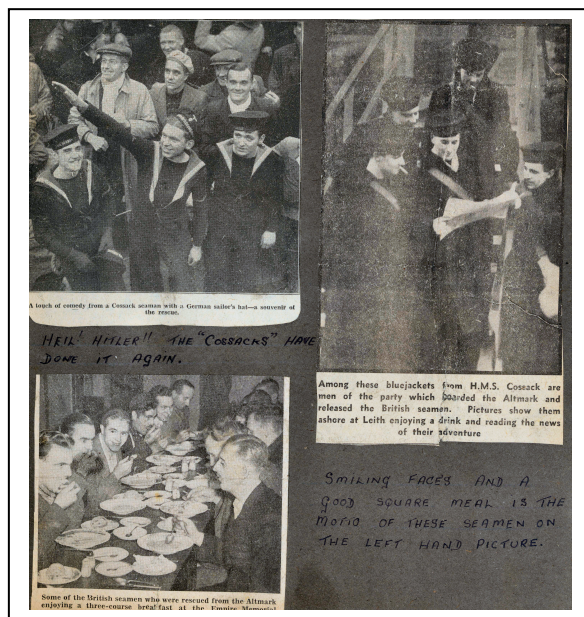 A touch of comedy from a Cossack seaman with a German sailor's hat—a souvenir of
the rescue.
HEIL! HITLER!! THE "COSSACKS" HAVE
DONE IT AGAIN.
Among these bluejackets from H.M.S. Cossack are
men of the party which boarded the Altmark and
released the British seamen. Pictures show them
ashore at Leith enjoying a drink and reading the news
of their adventure
SMILING FACES AND A
GOOD SQUARE MEAL IS THE
MOTIO OF THESE SEAMEN ON
THE LEFT HAND PICTURE.
Some of the British seamen who were rescued from the Altmark
enjoying a three-course breakfast at the Empire Memorial